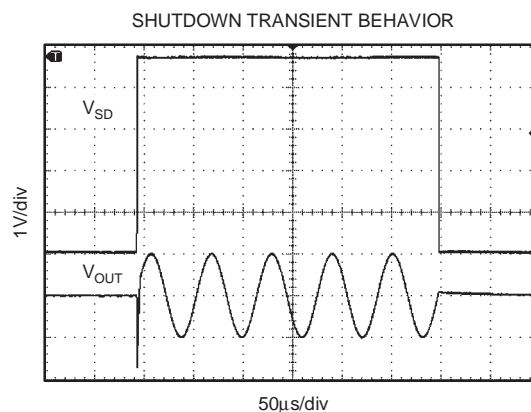 SHUTDOWN TRANSIENT BEHAVIOR
T
V_SD
1V/div
V_OUT
50µs/div